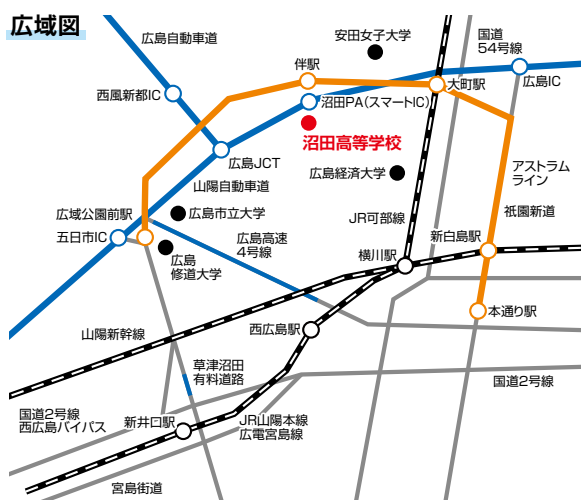 広域図
広島自動車道
安田女子大学
国道
54号線
伴駅
西風新都IC
沼田PA(スマートIC)
大町駅
広島IC
沼田高等学校
広島JCT
広島経済大学
アストラム
ライン
山陽自動車道
広域公園前駅
広島市立大学
JR可部線
祇園新道
五日市IC
広島
修道大学
広島高速
4号線
横川駅
新白島駅
本通り駅
山陽新幹線
西広島駅
草津沼田
有料道路
国道2号線
国道2号線
西広島バイパス
新井口駅
JR山陽本線
広電宮島線
宮島街道